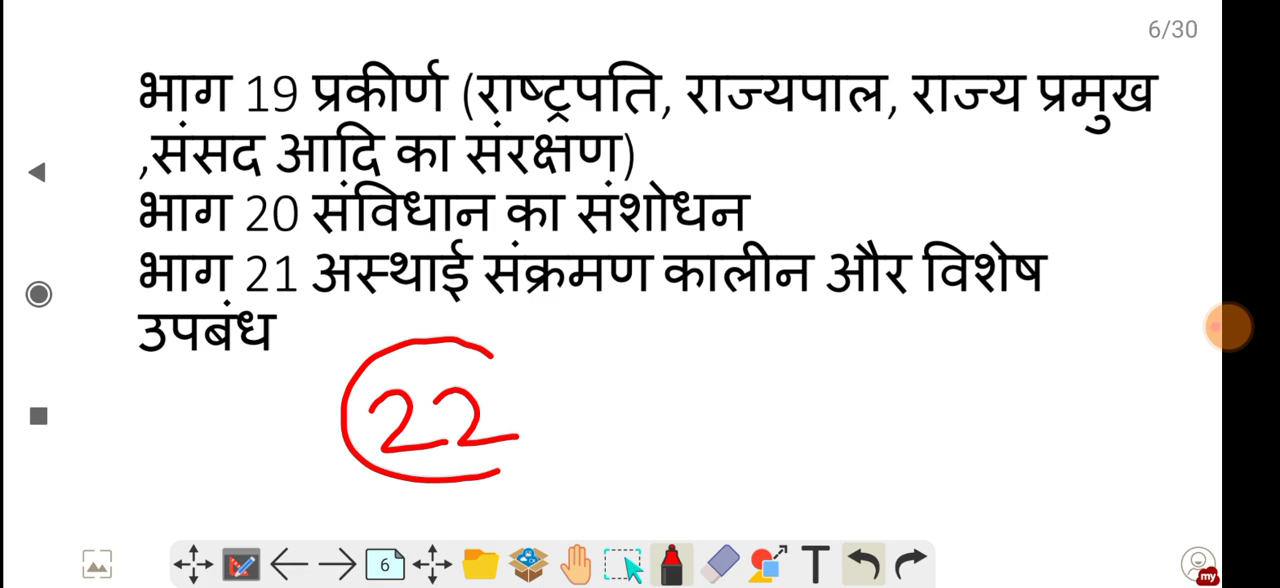 6/30
भाग 19 प्रकीर्ण (राष्ट्रपति, राज्यपाल, राज्य प्रमुख
,संसद आदि का संरक्षण)
भाग 20 संविधान का संशोधन
भाग 21 अस्थाई संक्रमण कालीन और विशेष
उपबंध
22
6
T
my